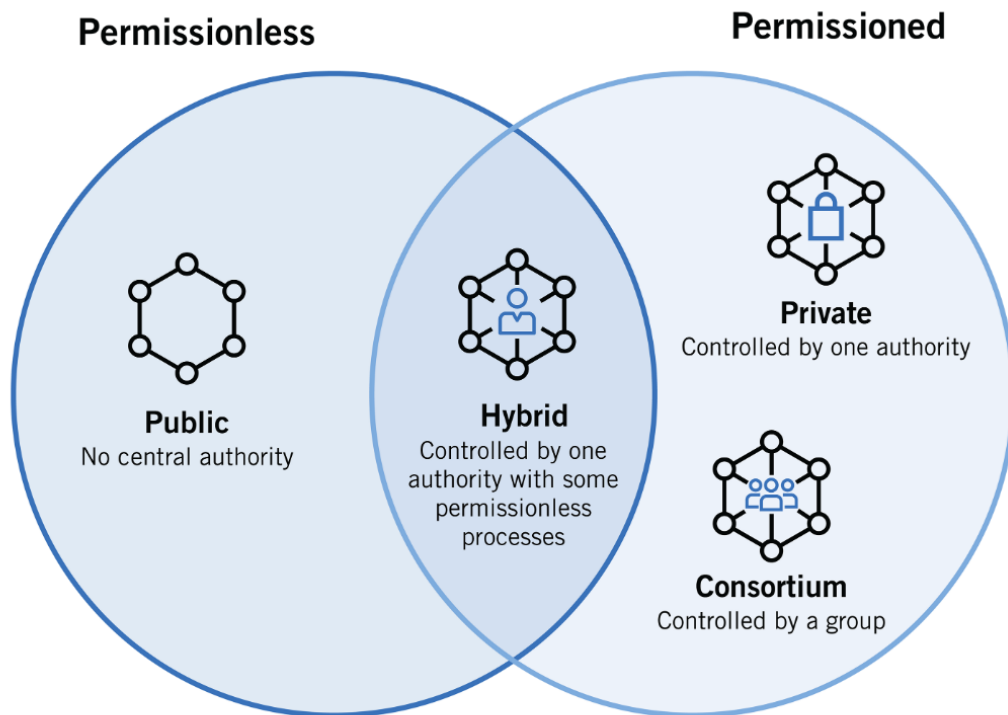 Permissionless
Permissioned
Public
No central authority
Hybrid
Controlled by one
authority with some
permissionless
processes
Private
Controlled by one authority
Consortium
Controlled by a group